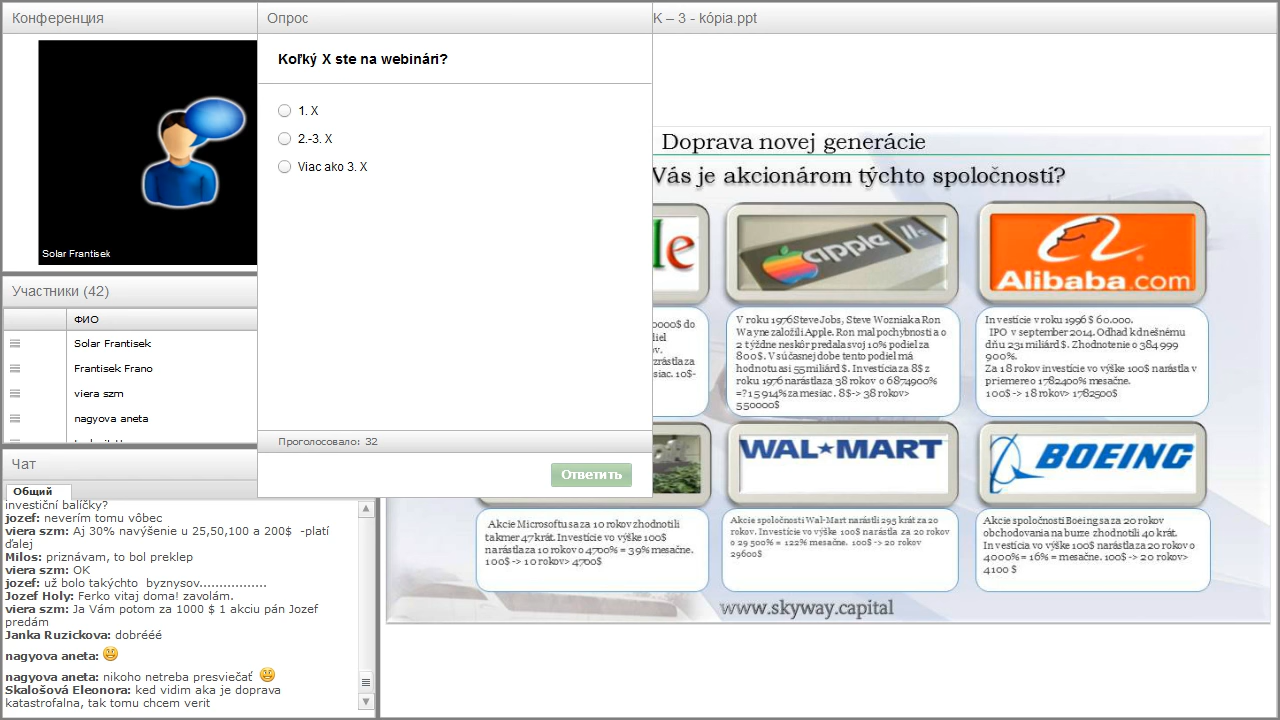 Конференция
Solar Frantisek
Участники (42)
ФИО
Solar Frantisek
Frantisek Frano
viera szm
nagyova aneta
Чат
Общий
investiční balíčky?
jozef: neverím tomu vôbec
viera szm: Aj 30% navýšenie u 25,50,100 a 200$ -platí
ďalej
Milos: priznávam, to bol preklep
viera szm: OK
jozef: už bolo takýchto byznysov.................
Jozef Holy: Ferko vitaj doma! zavolám.
viera szm: Ja Vám potom za 1000 $ 1 akciu pán Jozef
predám
Janka Ruzickova: dobrééé
nagyova aneta:
nagyova aneta: nikoho netreba presviečať
Skalošová Eleonora: ked vidim aka je doprava
katastrofalna, tak tomu chcem verit
Опрос
Koľký X ste na webinári?
1. X
2.-3. X
Viac ako 3. X
Проголосовало: 32
Ответить
K – 3 - kópia.ppt
Doprava novej generácie
Vás je akcionárom týchto spoločností?
le
apple
Alibaba.com
0000$ do
diel
ov.
zrástla za
siac. 10$-
V roku 1976 Steve Jobs, Steve Wozniak a Ron
Wayne založili Apple. Ron mal pochybnosti a o
2 týždne neskôr predala svoj 10% podiel za
800$. V súčasnej dobe tento podiel má
hodnotu asi 55 miliárd $. Investícia za 8$ z
roku 1976 narástla za 38 rokov o 6874900%
=?15 914% za mesiac. 8$-> 38 rokov>
550000$
Investície v roku 1996 $ 60.000.
IPO v september 2014. Odhad k dnešnému
dňu 231 miliárd $. Zhodnotenie o 384 999
900%.
Za 18 rokov investície vo výške 100$ narástla v
priemere o 1782400% mesačne.
100$ -> 18 rokov> 1782500$
WAL★MART
BOEING
Akcie Microsoftu sa za 10 rokov zhodnotili
takmer 47 krát. Investície vo výške 100$
narástla za 10 rokov o 4700% = 39% mesačne.
100$ -> 10 rokov> 4700$
Akcie spoločnosti Wal-Mart narástli 295 krát za 20
rokov. Investície vo výške 100$ narástla za 20 rokov
o 29 500% = 122% mesačne. 100$ -> 20 rokov
29600$
Akcie spoločnosti Boeing sa za 20 rokov
obchodovania na burze zhodnotili 40 krát.
Investícia vo výške 100$ narástla za 20 rokov o
4000% = 16% = mesačne. 100$ -> 20 rokov>
4100 $
www.skyway.capital